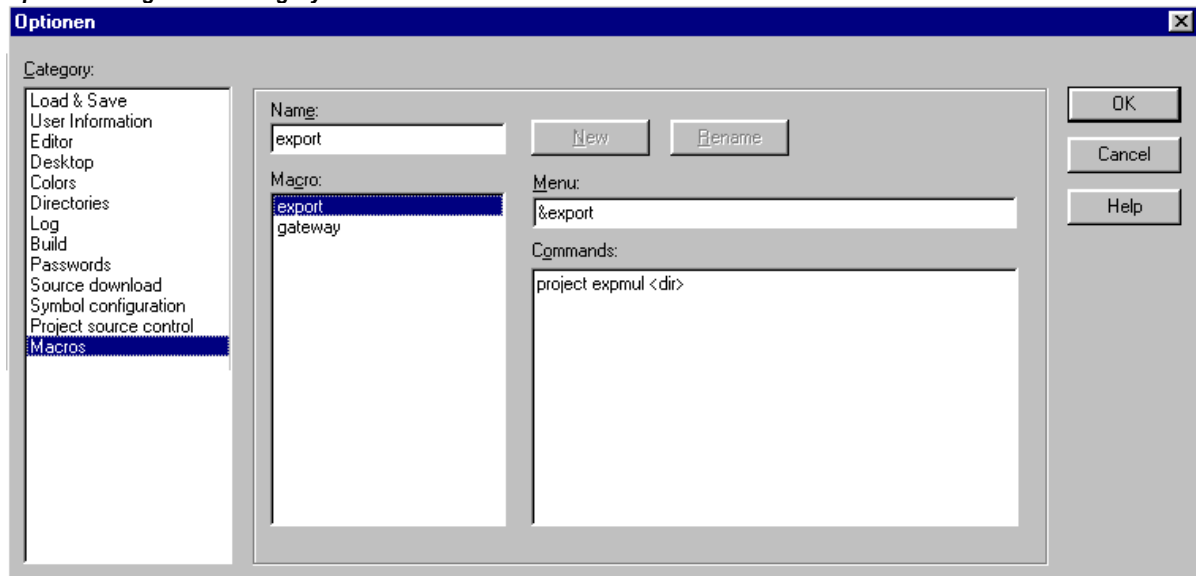 Optionen
Category:
Load & Save
User Information
Editor
Desktop
Colors
Directories
Log
Build
Passwords
Source download
Symbol configuration
Project source control
Macros
Name:
export
New
Rename
Macro:
export
gateway
Menu:
&export
Commands:
project expmul <dir>
OK
Cancel
Help